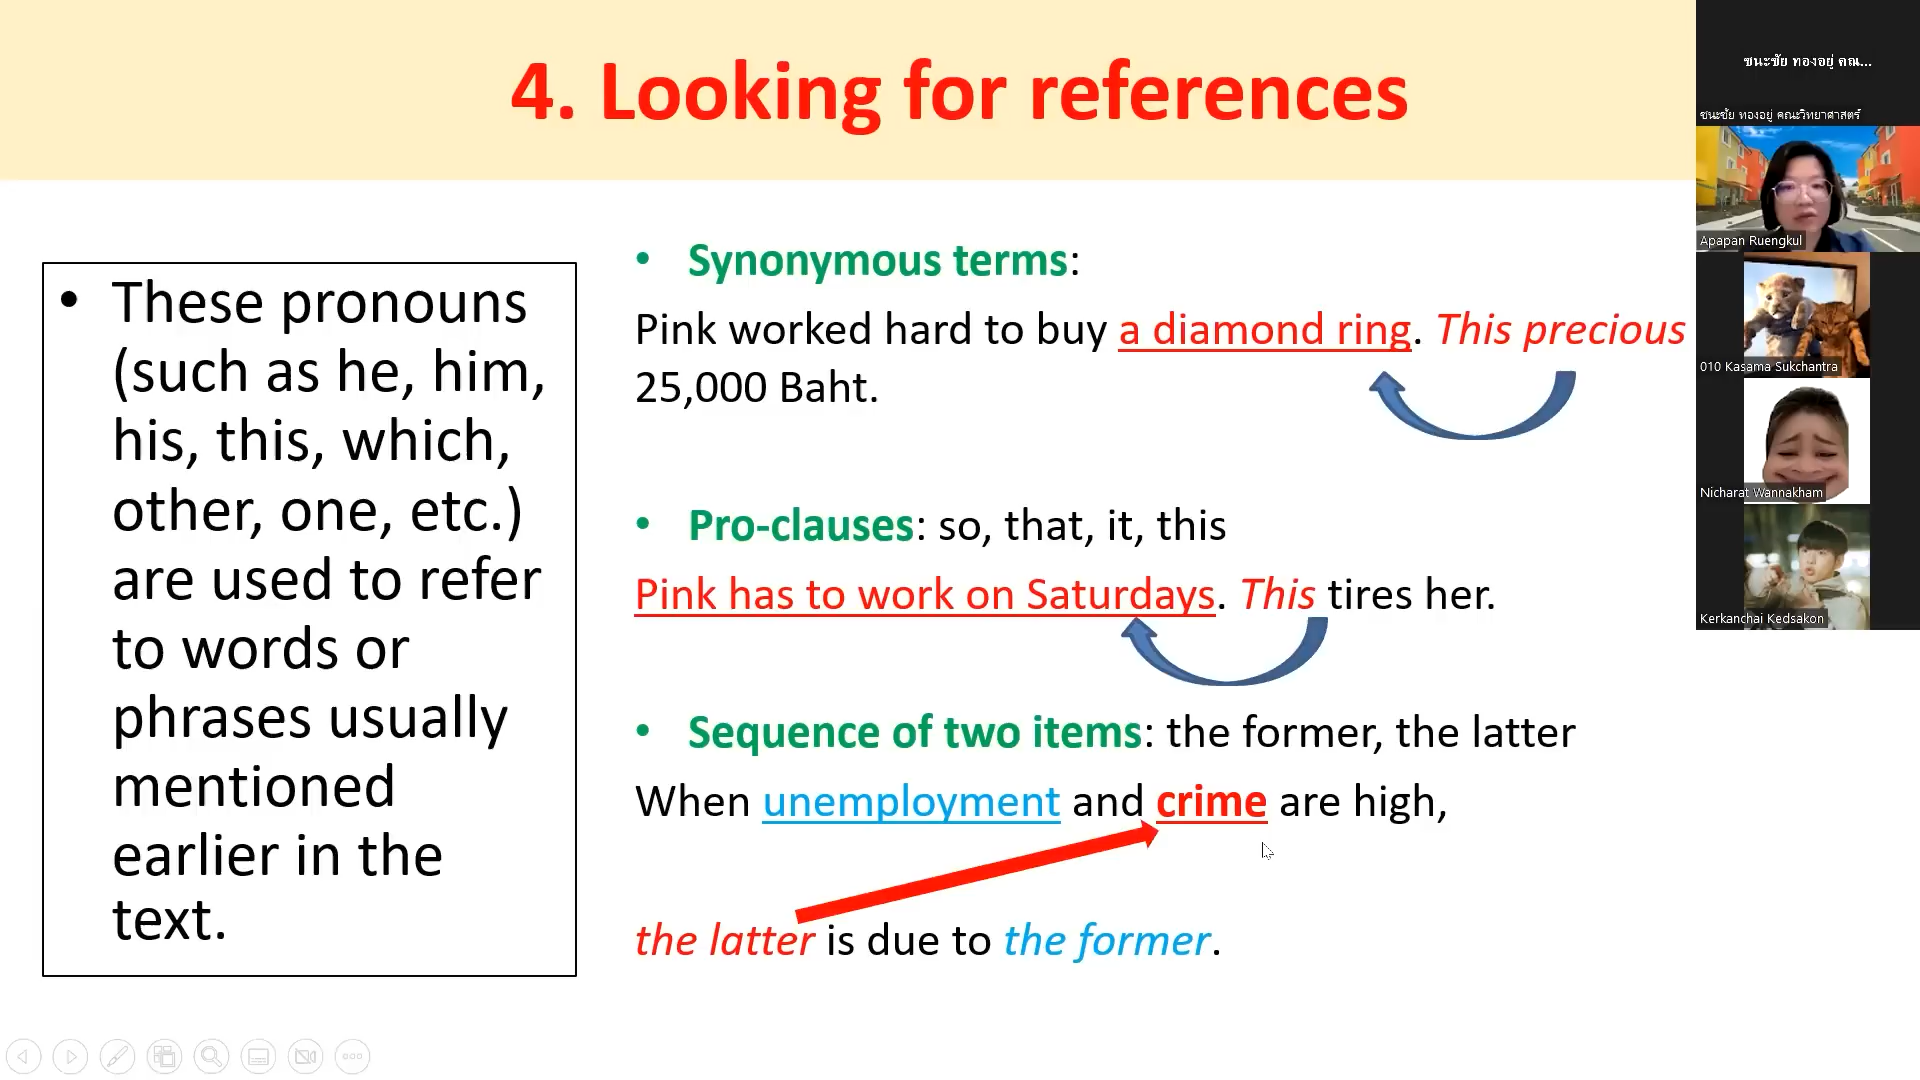 4. Looking for references
• These pronouns
(such as he, him,
his, this, which,
other, one, etc.)
are used to refer
to words or
phrases usually
mentioned
earlier in the
text.
• Synonymous terms:
Pink worked hard to buy a diamond ring. This precious
25,000 Baht.
• Pro-clauses: so, that, it, this
Pink has to work on Saturdays. This tires her.
• Sequence of two items: the former, the latter
When unemployment and crime are high,
the latter is due to the former.
ชนะชัย ทองอยู่ คณ...
ชนะชัย ทองอยู่ คณะวิทยาศาสตร์
Apapan Ruengkul
010 Kasama Sukchantra
Nicharat Wannakham
Kerkanchai Kedsakon